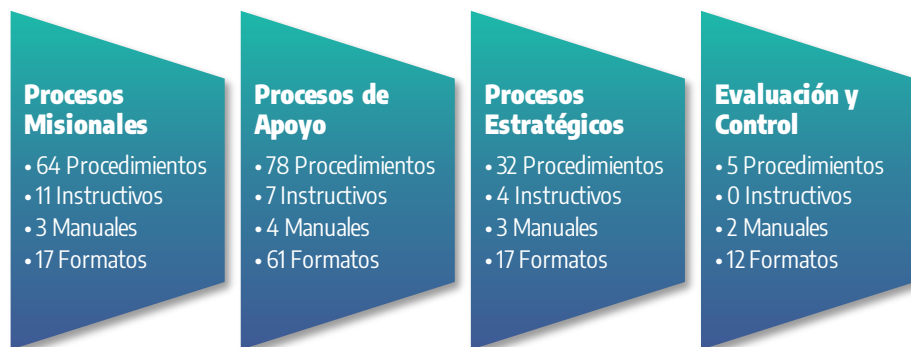 Procesos
Misionales
• 64 Procedimientos
• 11 Instructivos
• 3 Manuales
• 17 Formatos
Procesos de
Apoyo
• 78 Procedimientos
• 7 Instructivos
• 4 Manuales
• 61 Formatos
Procesos
Estratégicos
• 32 Procedimientos
• 4 Instructivos
• 3 Manuales
• 17 Formatos
Evaluación y
Control
• 5 Procedimientos
• 0 Instructivos
• 2 Manuales
• 12 Formatos